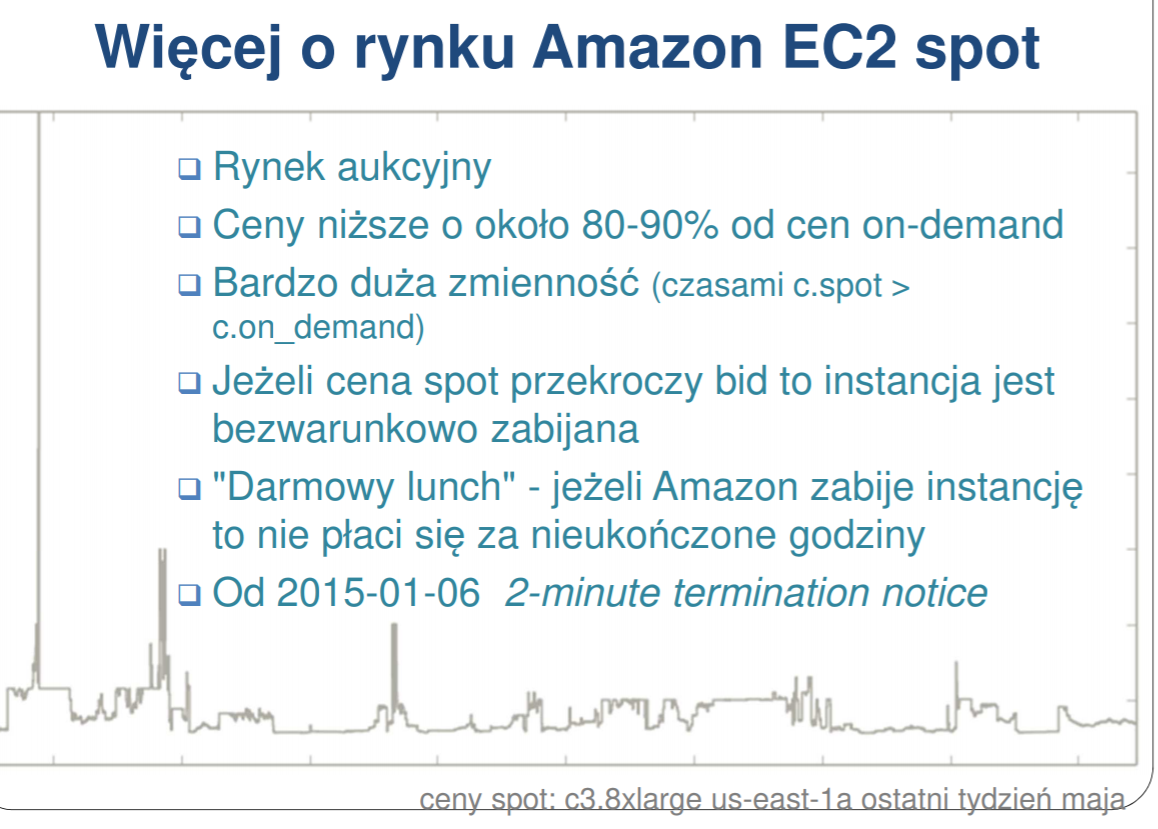 Więcej o rynku Amazon EC2 spot
❑ Rynek aukcyjny
❑ Ceny niższe o około 80-90% od cen on-demand
❑ Bardzo duża zmienność (czasami c.spot >
c.on_demand)
❑ Jeżeli cena spot przekroczy bid to instancja jest
bezwarunkowo zabijana
❑ "Darmowy lunch" - jeżeli Amazon zabije instancję
to nie płaci się za nieukończone godziny
❑ Od 2015-01-06 2-minute termination notice
ceny spot: c3.8xlarge us-east-1a ostatni tydzień maja